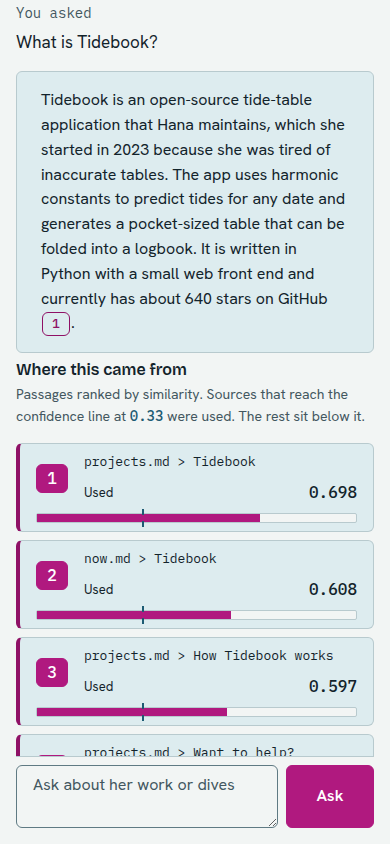 You asked
What is Tidebook?
Tidebook is an open-source tide-table
application that Hana maintains, which she
started in 2023 because she was tired of
inaccurate tables. The app uses harmonic
constants to predict tides for any date and
generates a pocket-sized table that can be
folded into a logbook. It is written in
Python with a small web front end and
currently has about 640 stars on GitHub
1.
Where this came from
Passages ranked by similarity. Sources that reach the
confidence line at 0.33 were used. The rest sit below it.
projects.md > Tidebook
1
Used 0.698
now.md > Tidebook
2
Used 0.608
projects.md > How Tidebook works
3
Used 0.597
projects.md > Want to help?
Ask about her work or dives
Ask